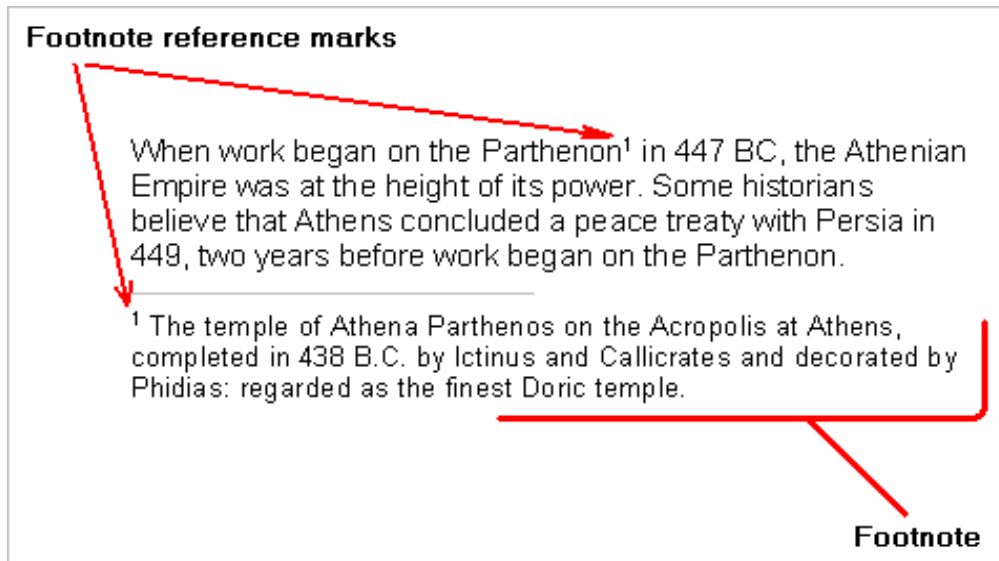 Footnote reference marks
When work began on the Parthenon¹ in 447 BC, the Athenian
Empire was at the height of its power. Some historians
believe that Athens concluded a peace treaty with Persia in
449, two years before work began on the Parthenon.
¹ The temple of Athena Parthenos on the Acropolis at Athens,
completed in 438 B.C. by Ictinus and Callicrates and decorated by
Phidias: regarded as the finest Doric temple.
Footnote